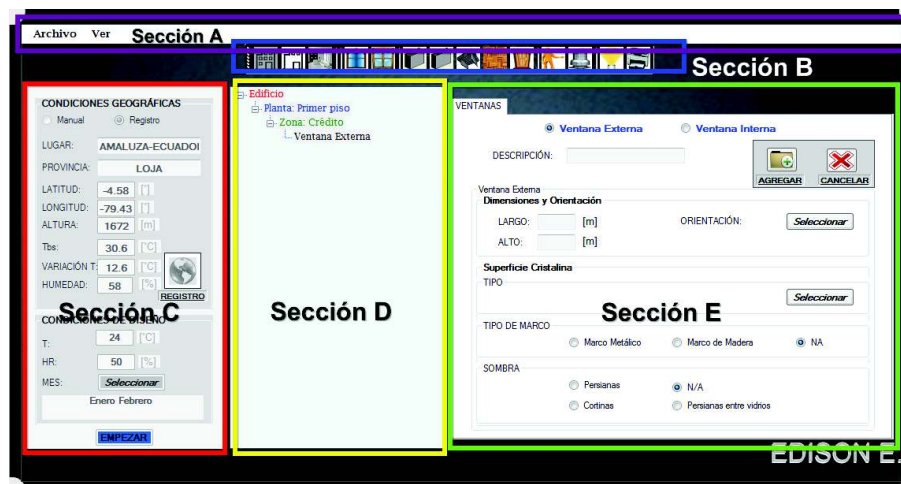 Archivo Ver Sección A
Sección B
CONDICIONES GEOGRÁFICAS
Manual Registro
LUGAR: AMALUZA-ECUADOI
PROVINCIA: LOJA
LATITUD: -4.58 [°]
LONGITUD: -79.43 [°]
ALTURA: 1672 [m]
Tbs: 30.6 [°C]
VARIACIÓN T: 12.6 [°C]
HUMEDAD: 58 [%]
REGISTRO
Sección C
CONDICIONES DE DISEÑO
T: 24 [°C]
HR: 50 [%]
MES: Seleccionar
Enero Febrero
EMPEZAR
Edificio
Planta: Primer piso
Zona: Crédito
Ventana Externa
Sección D
VENTANAS
Ventana Externa Ventana Interna
DESCRIPCIÓN:
AGREGAR CANCELAR
Ventana Externa
Dimensiones y Orientación
LARGO: [m] ORIENTACIÓN: Seleccionar
ALTO: [m]
Superficie Cristalina
TIPO
Seleccionar
Sección E
TIPO DE MARCO
Marco Metálico Marco de Madera NA
SOMBRA
Persianas N/A
Cortinas Persianas entre vidrios
EDISON E.